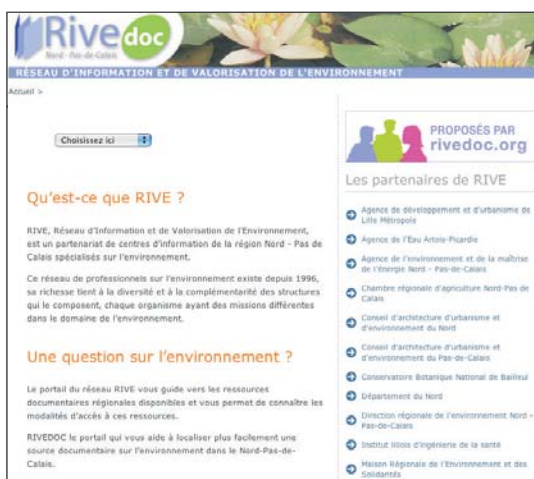 Rivedoc
Nord - Pas-de-Calais
RÉSEAU D'INFORMATION ET DE VALORISATION DE L'ENVIRONNEMENT
Accueil >
Choisissez ici
Qu'est-ce que RIVE ?
RIVE, Réseau d'Information et de Valorisation de l'Environnement,
est un partenariat de centres d'information de la région Nord - Pas de
Calais spécialisés sur l'environnement.
Ce réseau de professionnels sur l'environnement existe depuis 1996,
sa richesse tient à la diversité et à la complémentarité des structures
qui le composent, chaque organisme ayant des missions différentes
dans le domaine de l'environnement.
Une question sur l'environnement ?
Le portail du réseau RIVE vous guide vers les ressources
documentaires régionales disponibles et vous permet de connaître les
modalités d'accès à ces ressources.
RIVEDOC le portail qui vous aide à localiser plus facilement une
source documentaire sur l'environnement dans le Nord-Pas-de-
Calais.
PROPOSÉS PAR
rivedoc.org
Les partenaires de RIVE
Agence de développement et d'urbanisme de
Lille Métropole
Agence de l'Eau Artois-Picardie
Agence de l'environnement et de la maîtrise
de l'énergie Nord - Pas-de-Calais
Chambre régionale d'agriculture Nord-Pas de
Calais
Conseil d'architecture d'urbanisme et
d'environnement du Nord
Conseil d'architecture d'urbanisme et
d'environnement du Pas-de-Calais
Conservatoire Botanique National de Bailleul
Département du Nord
Direction régionale de l'environnement Nord -
Pas-de-Calais
Institut lillois d'ingénierie de la santé
Maison Régionale de l'Environnement et des
Solidarités